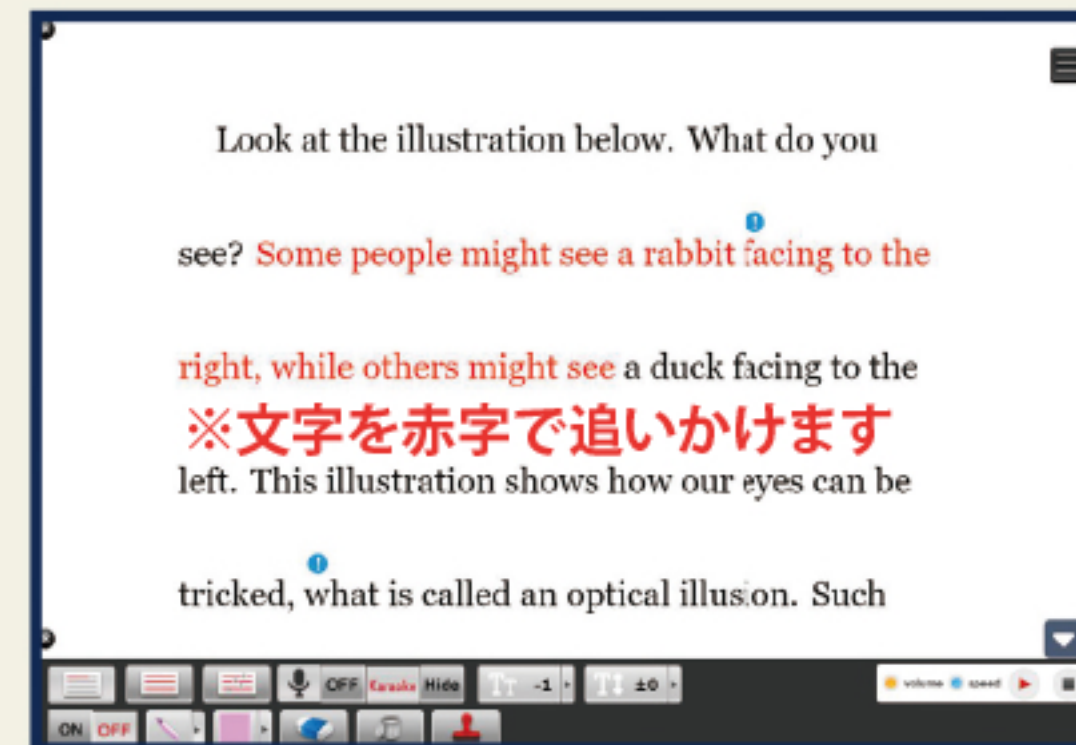 Look at the illustration below. What do you
see? Some people might see a rabbit facing to the
right, while others might see a duck facing to the
※文字を赤字で追いかけます
left. This illustration shows how our eyes can be
tricked, what is called an optical illusion. Such
OFF Karaoke Hide TT -1 ±0 volume speed
ON OFF